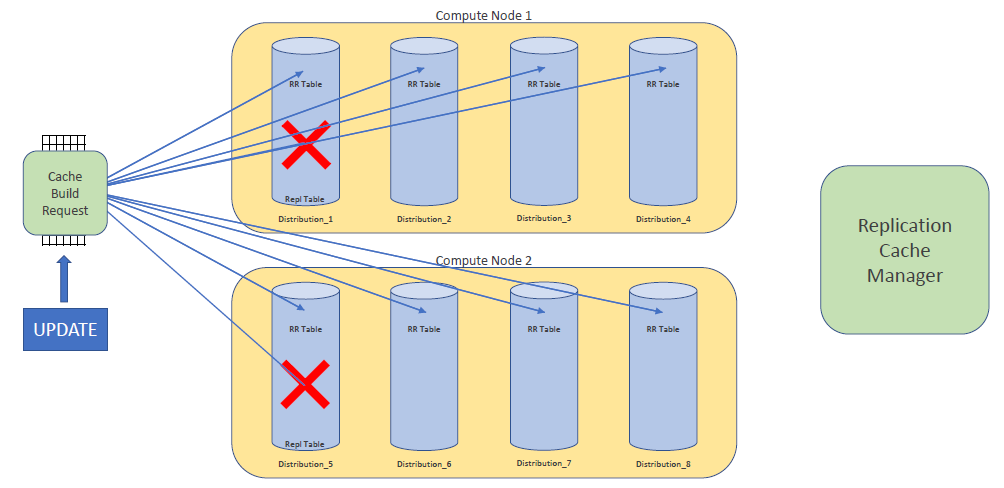 Compute Node 1
RR Table
RR Table
RR Table
RR Table
Repl Table
Distribution_1
Distribution_2
Distribution_3
Distribution_4
Cache
Build
Request
UPDATE
Compute Node 2
RR Table
RR Table
RR Table
RR Table
Repl Table
Distribution_5
Distribution_6
Distribution_7
Distribution_8
Replication
Cache
Manager